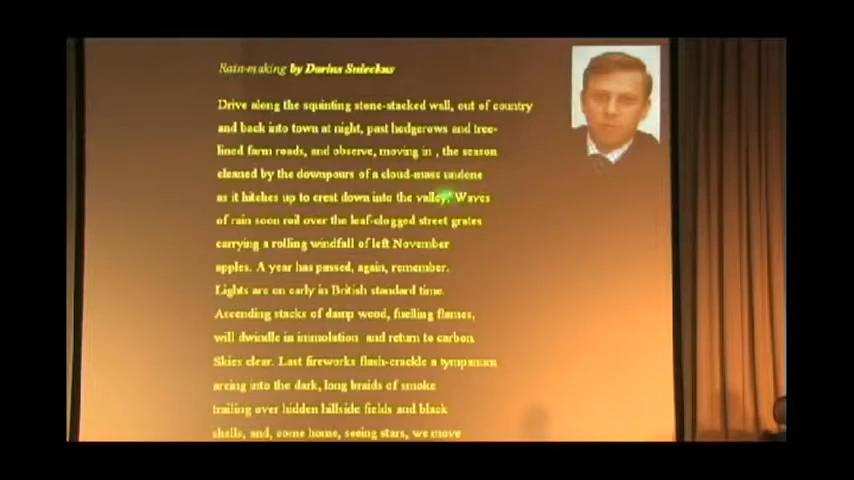 Rain-making by Darius Snieckus
Drive along the squinting stone-stacked wall, out of country
and back into town at night, past hedgerows and tree-
lined farm roads, and observe, moving in , the season
cleaned by the downpours of a cloud-mass undone
as it hitches up to crest down into the valley. Waves
of rain soon roil over the leaf-clogged street grates
carrying a rolling windfall of left November
apples. A year has passed, again, remember.
Lights are on early in British standard time.
Ascending stacks of damp wood, fuelling flames,
will dwindle in immolation and return to carbon.
Skies clear. Last fireworks flash-crackle a tympanum
arcing into the dark, long braids of smoke
trailing over hidden hillside fields and black
shells, and, come home, seeing stars, we move